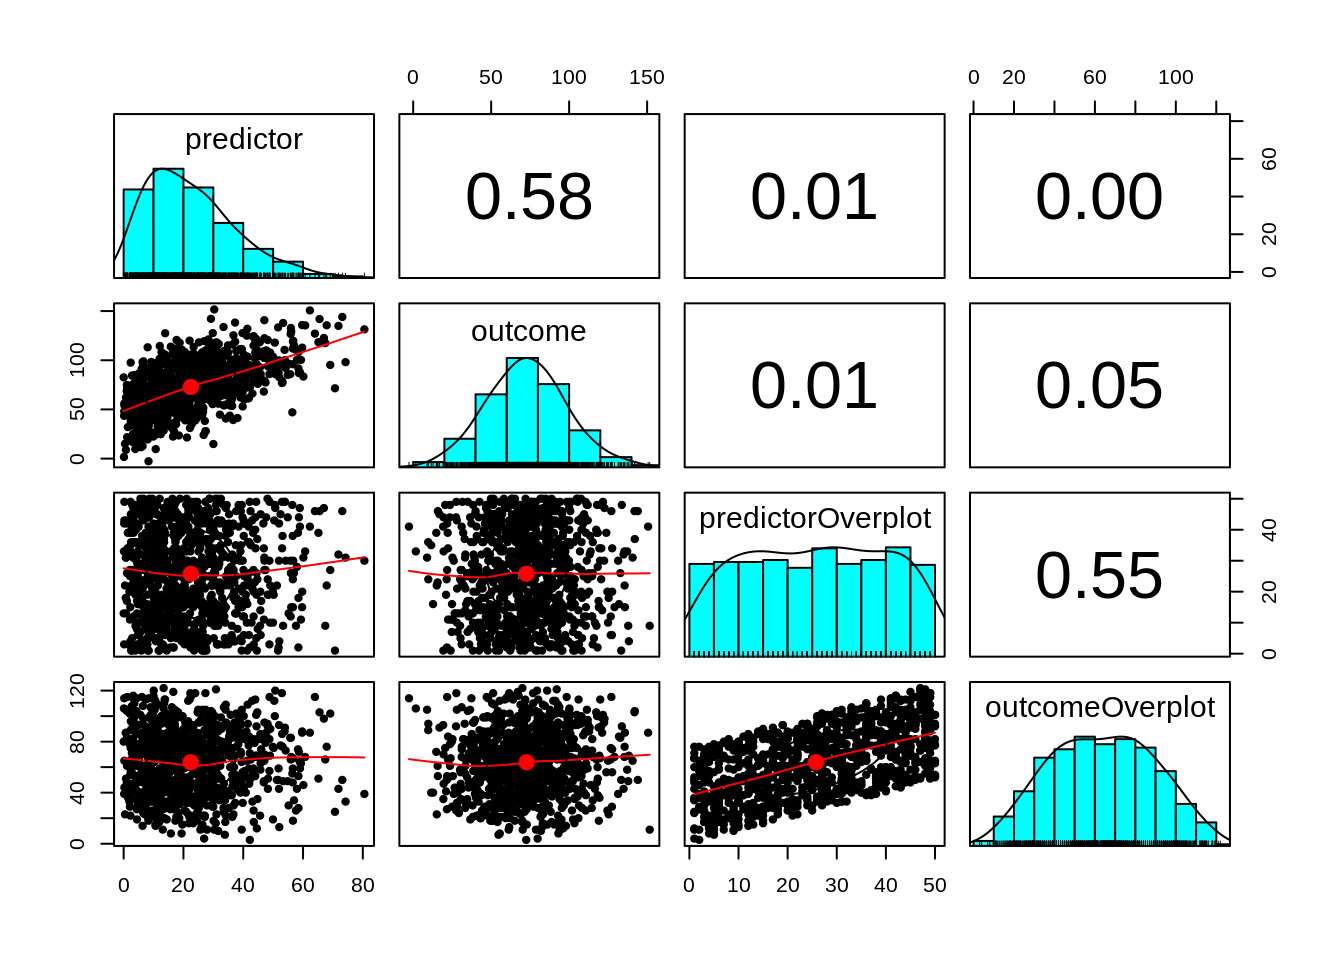 0 50 100 150 0 20 60 100
predictor 0.58 0.01 0.00
0 20 40 60
outcome 0.01 0.05
0 50 100
predictorOverplot 0.55
0 20 40
outcomeOverplot
0 40 80 120
0 20 40 60 80 0 10 20 30 40 50